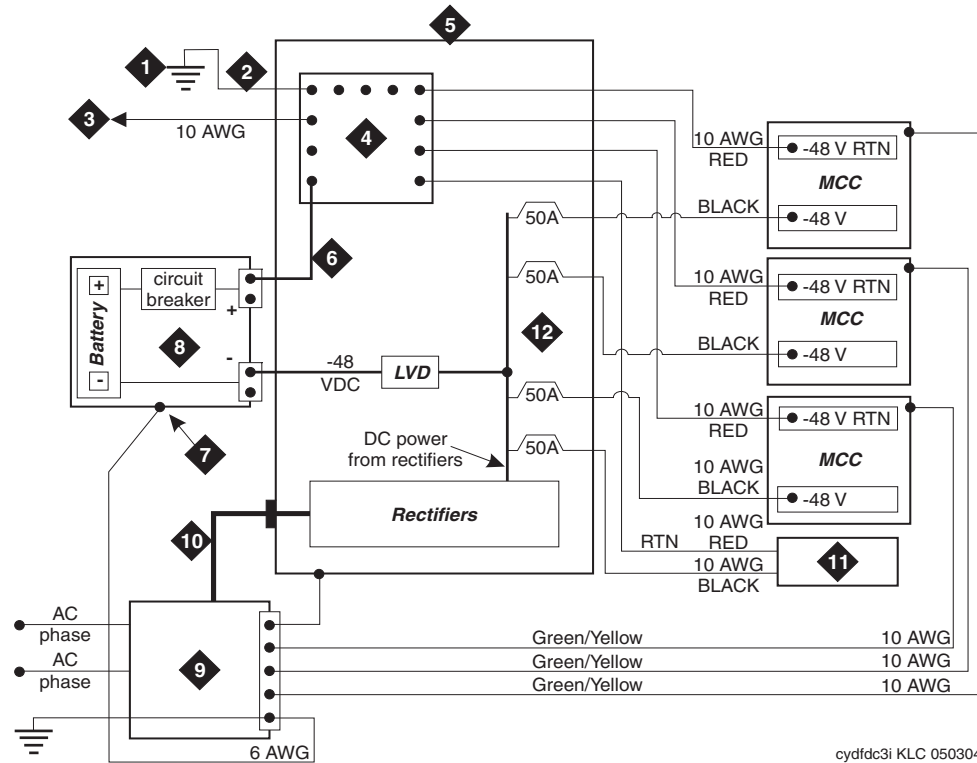 5
1
2
3
10 AWG
4
10 AWG
RED
-48 V RTN
MCC
BLACK
-48 V
50A
6
circuit
breaker
+
Battery
+
-
8
-
-48
VDC
LVD
50A
12
10 AWG
RED
-48 V RTN
MCC
BLACK
-48 V
50A
10 AWG
RED
-48 V RTN
MCC
10 AWG
BLACK
-48 V
7
DC power
from rectifiers
50A
Rectifiers
10
RTN
10 AWG
RED
10 AWG
BLACK
11
AC
phase
AC
phase
9
Green/Yellow
10 AWG
Green/Yellow
10 AWG
Green/Yellow
10 AWG
6 AWG
cydfdc3i KLC 050304